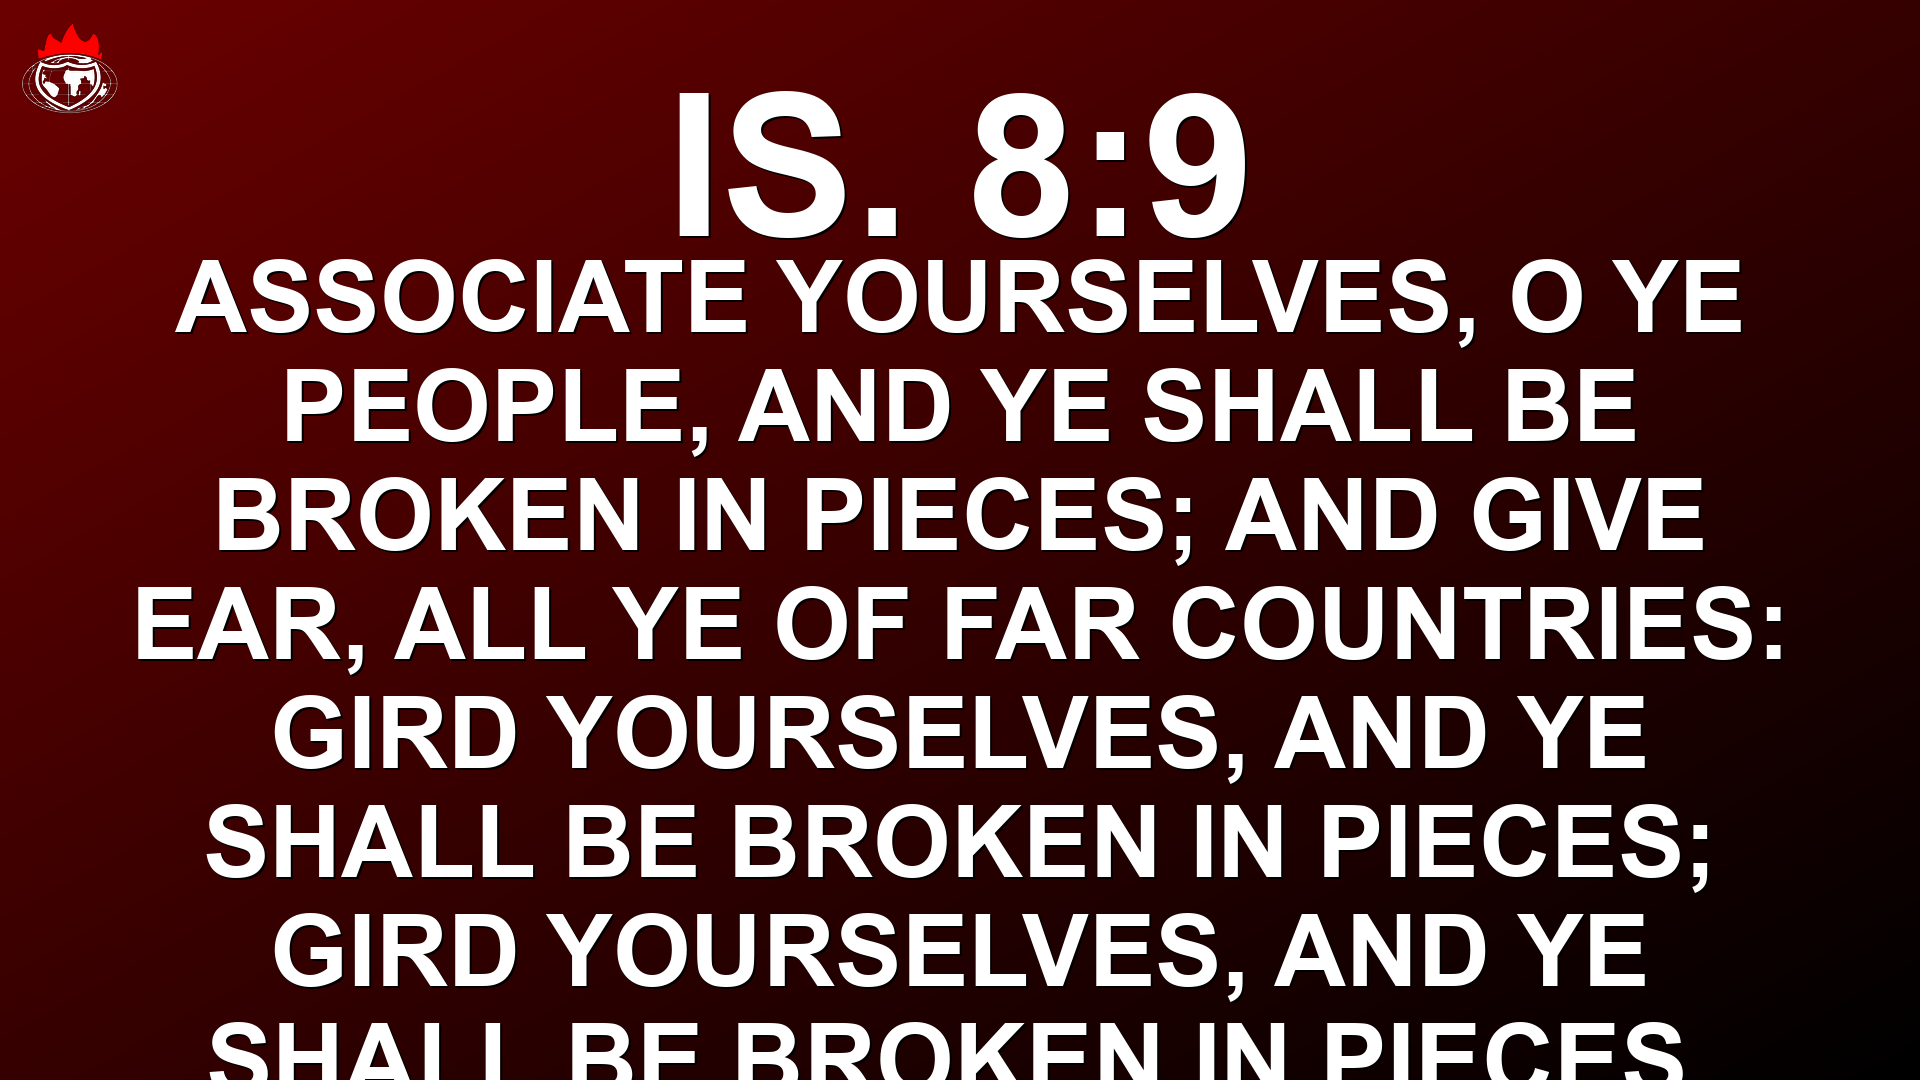 IS. 8:9
ASSOCIATE YOURSELVES, O YE
PEOPLE, AND YE SHALL BE
BROKEN IN PIECES; AND GIVE
EAR, ALL YE OF FAR COUNTRIES:
GIRD YOURSELVES, AND YE
SHALL BE BROKEN IN PIECES;
GIRD YOURSELVES, AND YE
SHALL BE BROKEN IN PIECES